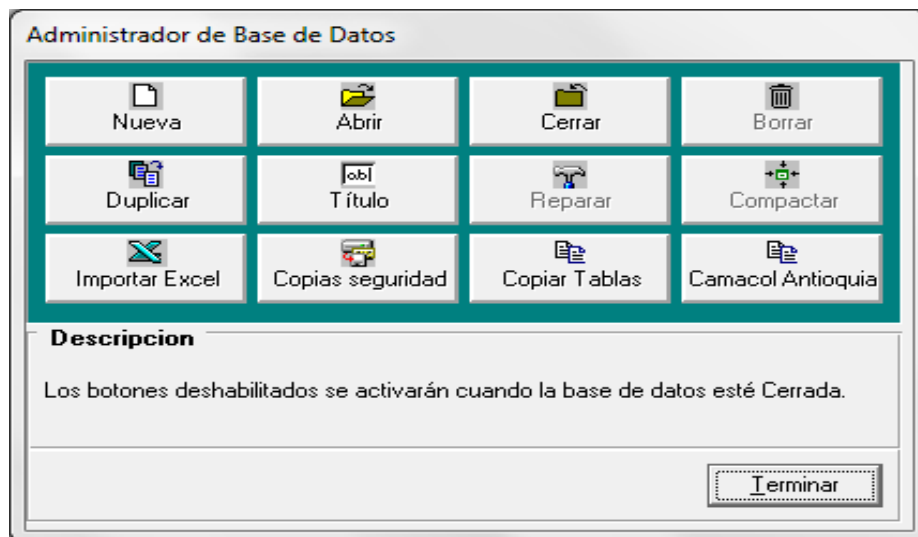 Administrador de Base de Datos
Nueva Abrir Cerrar Borrar
abl
Duplicar Título Reparar Compactar
Importar Excel Copias seguridad Copiar Tablas Camacol Antioquia
Descripcion
Los botones deshabilitados se activarán cuando la base de datos esté Cerrada.
Terminar